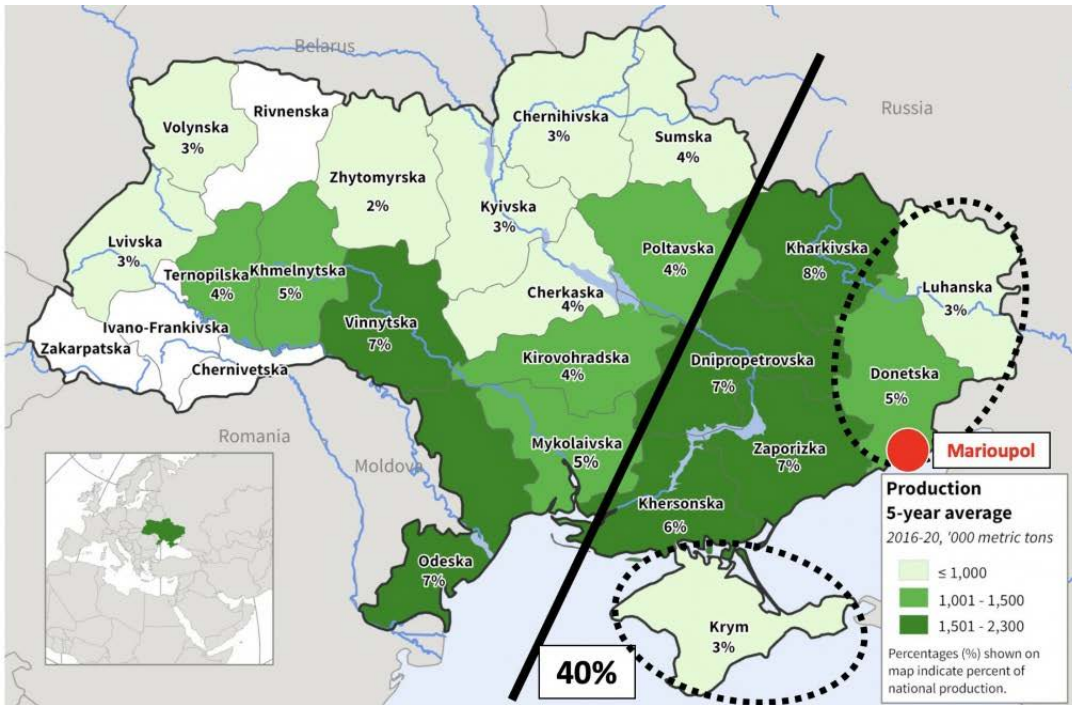 Belarus
Russia
Rivnenska
Volynska
3%
Chernihivska
3%
Sumska
4%
Zhytomyrska
2%
Kyivska
3%
Lvivska
3%
Ternopilska
4%
Khmelnytska
5%
Poltavska
4%
Kharkivska
8%
Luhanska
3%
Cherkaska
4%
Vinnytska
7%
Ivano-Frankivska
Zakarpatska
Chernivetska
Kirovohradska
4%
Dnipropetrovska
7%
Donetska
5%
Romania
Moldova
Mykolaivska
5%
Zaporizka
7%
Marioupol
Khersonska
6%
Odeska
7%
Krym
3%
40%
Production
5-year average
2016-20, '000 metric tons
≤ 1,000
1,001 - 1,500
1,501 - 2,300
Percentages (%) shown on
map indicate percent of
national production.